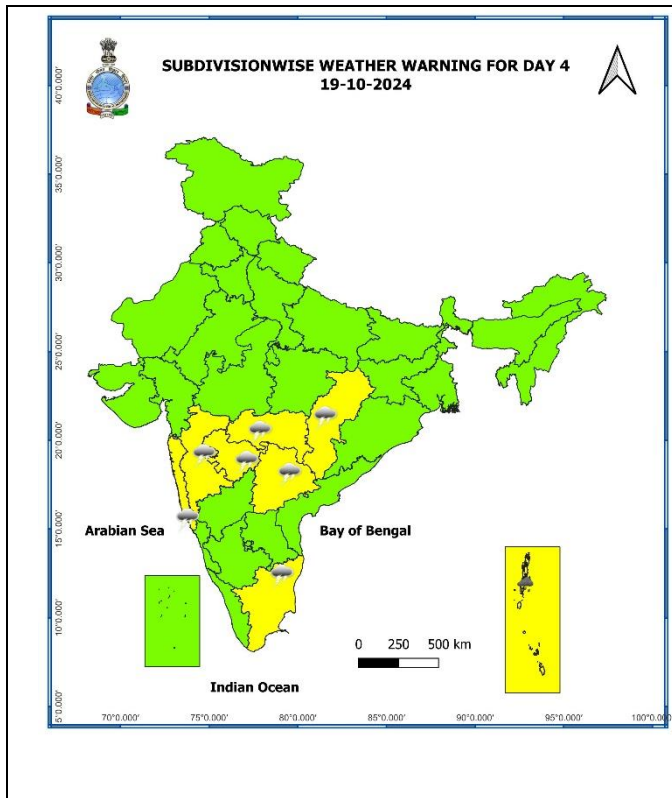 SUBDIVISIONWISE WEATHER WARNING FOR DAY 4
19-10-2024
40°0.000'
35°0.000'
30°0.000'
25°0.000'
20°0.000'
15°0.000'
10°0.000'
5°0.000'
Arabian Sea
Bay of Bengal
0 250 500 km
Indian Ocean
70°0.000' 75°0.000' 80°0.000' 85°0.000' 90°0.000' 95°0.000' 100°0.000'